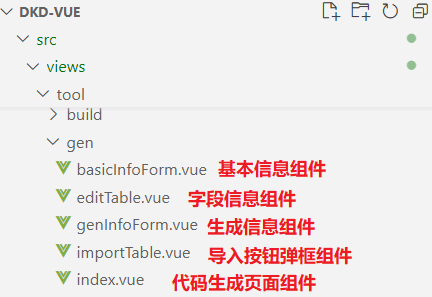 DKD-VUE
src
views
tool
build
gen
basicInfoForm.vue 基本信息组件
editTable.vue 字段信息组件
genInfoForm.vue 生成信息组件
importTable.vue 导入按钮弹框组件
index.vue 代码生成页面组件